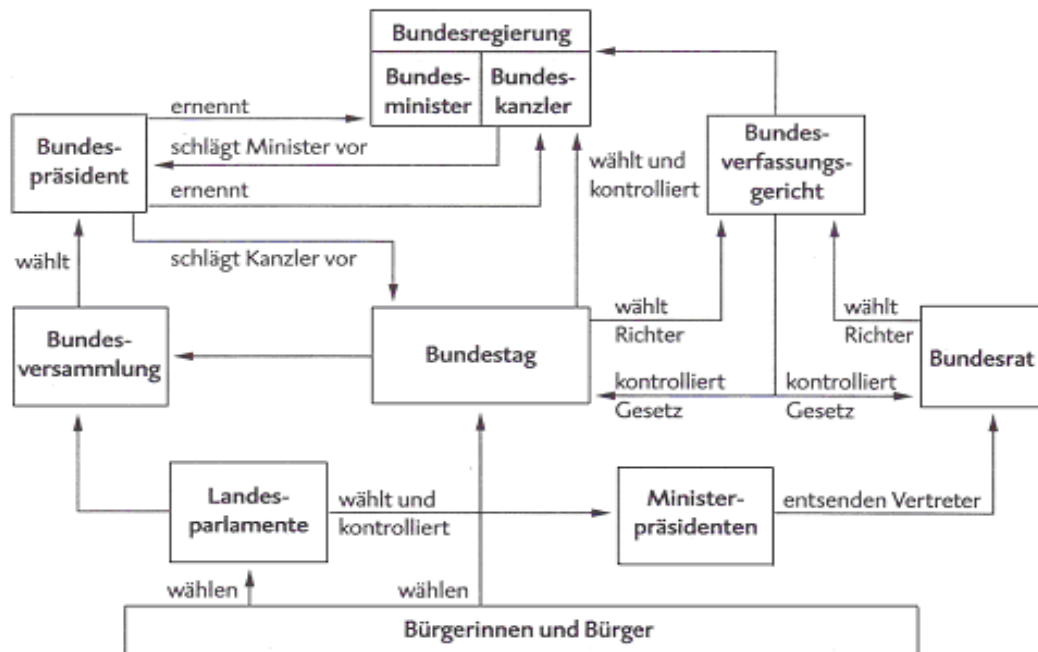 Bundesregierung
Bundes-
minister
Bundes-
kanzler
ernennt
Bundes-
präsident
schlägt Minister vor
ernennt
wählt und
kontrolliert
Bundes-
verfassungs-
gericht
wählt
schlägt Kanzler vor
Bundes-
versammlung
Bundestag
wählt
Richter
wählt
Richter
Bundesrat
kontrolliert
Gesetz
kontrolliert
Gesetz
Landes-
parlamente
wählt und
kontrolliert
Minister-
präsidenten
entsenden Vertreter
wählen
wählen
Bürgerinnen und Bürger